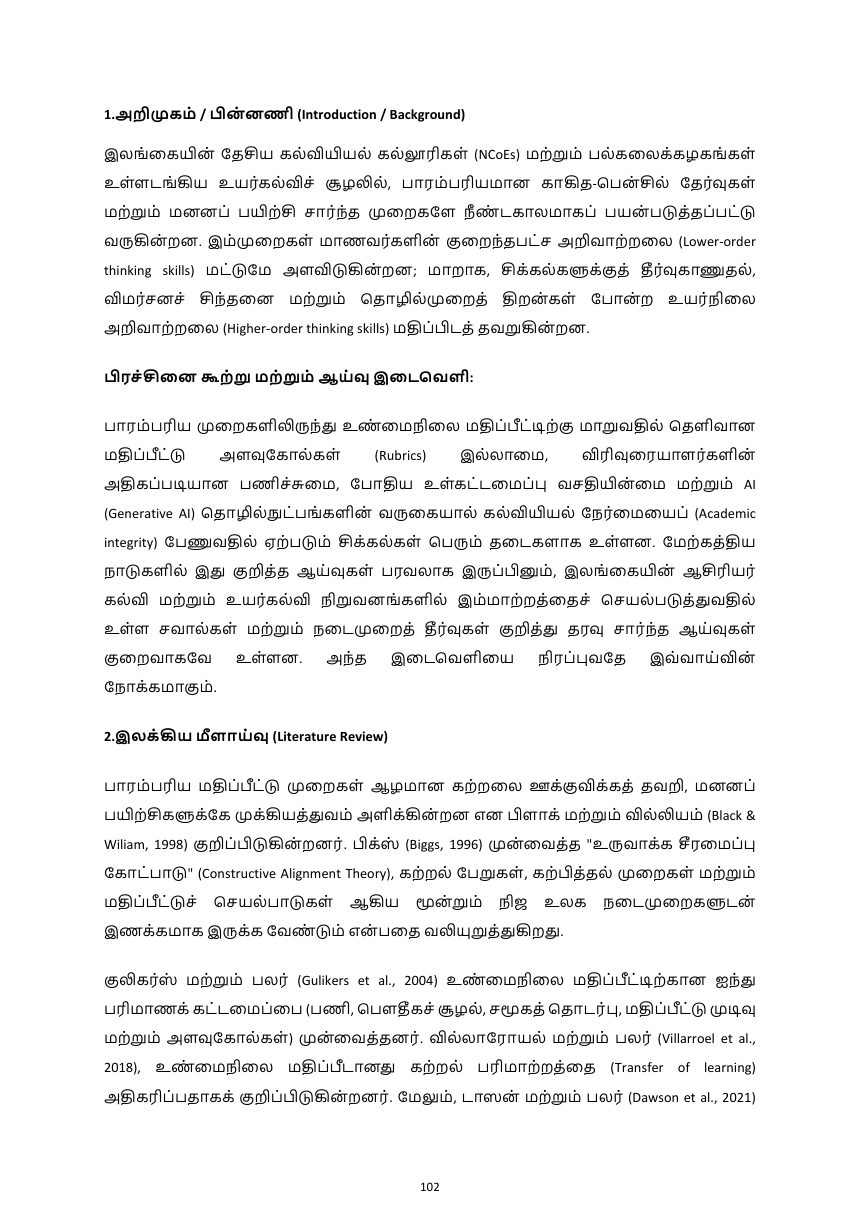 1.அறிமுகம் / பின்னணி (Introduction / Background)
இலங்கையின் தேசிய கல்வியியல் கல்லூரிகள் (NCoEs) மற்றும் பல்கலைக்கழகங்கள்
உள்ளடங்கிய உயர்கல்விச் சூழலில், பாரம்பரியமான காகித-பென்சில் தேர்வுகள்
மற்றும் மனனப் பயிற்சி சார்ந்த முறைகளே நீண்டகாலமாகப் பயன்படுத்தப்பட்டு
வருகின்றன. இம்முறைகள் மாணவர்களின் குறைந்தபட்ச அறிவாற்றலை (Lower-order
thinking skills) மட்டுமே அளவிடுகின்றன; மாறாக, சிக்கல்களுக்குத் தீர்வுகாணுதல்,
விமர்சனச் சிந்தனை மற்றும் தொழில்முறைத் திறன்கள் போன்ற உயர்நிலை
அறிவாற்றலை (Higher-order thinking skills) மதிப்பிடத் தவறுகின்றன.
பிரச்சினை கூற்று மற்றும் ஆய்வு இடைவெளி:
பாரம்பரிய முறைகளிலிருந்து உண்மைநிலை மதிப்பீட்டிற்கு மாறுவதில் தெளிவான
மதிப்பீட்டு அளவுகோல்கள் (Rubrics) இல்லாமை, விரிவுரையாளர்களின்
அதிகப்படியான பணிச்சுமை, போதிய உள்கட்டமைப்பு வசதியின்மை மற்றும் AI
(Generative AI) தொழில்நுட்பங்களின் வருகையால் கல்வியியல் நேர்மையைப் (Academic
integrity) பேணுவதில் ஏற்படும் சிக்கல்கள் பெரும் தடைகளாக உள்ளன. மேற்கத்திய
நாடுகளில் இது குறித்த ஆய்வுகள் பரவலாக இருப்பினும், இலங்கையின் ஆசிரியர்
கல்வி மற்றும் உயர்கல்வி நிறுவனங்களில் இம்மாற்றத்தைச் செயல்படுத்துவதில்
உள்ள சவால்கள் மற்றும் நடைமுறைத் தீர்வுகள் குறித்து தரவு சார்ந்த ஆய்வுகள்
குறைவாகவே உள்ளன. அந்த இடைவெளியை நிரப்புவதே இவ்வாய்வின்
நோக்கமாகும்.
2.இலக்கிய மீளாய்வு (Literature Review)
பாரம்பரிய மதிப்பீட்டு முறைகள் ஆழமான கற்றலை ஊக்குவிக்கத் தவறி, மனனப்
பயிற்சிகளுக்கே முக்கியத்துவம் அளிக்கின்றன என பிளாக் மற்றும் வில்லியம் (Black &
Wiliam, 1998) குறிப்பிடுகின்றனர். பிக்ஸ் (Biggs, 1996) முன்வைத்த "உருவாக்க சீரமைப்பு
கோட்பாடு" (Constructive Alignment Theory), கற்றல் பேறுகள், கற்பித்தல் முறைகள் மற்றும்
மதிப்பீட்டுச் செயல்பாடுகள் ஆகிய மூன்றும் நிஜ உலக நடைமுறைகளுடன்
இணக்கமாக இருக்க வேண்டும் என்பதை வலியுறுத்துகிறது.
குலிகர்ஸ் மற்றும் பலர் (Gulikers et al., 2004) உண்மைநிலை மதிப்பீட்டிற்கான ஐந்து
பரிமாணக் கட்டமைப்பை (பணி, பௌதீகச் சூழல், சமூகத் தொடர்பு, மதிப்பீட்டு முடிவு
மற்றும் அளவுகோல்கள்) முன்வைத்தனர். வில்லாரோயல் மற்றும் பலர் (Villarroel et al.,
2018), உண்மைநிலை மதிப்பீடானது கற்றல் பரிமாற்றத்தை (Transfer of learning)
அதிகரிப்பதாகக் குறிப்பிடுகின்றனர். மேலும், டாஸன் மற்றும் பலர் (Dawson et al., 2021)
102